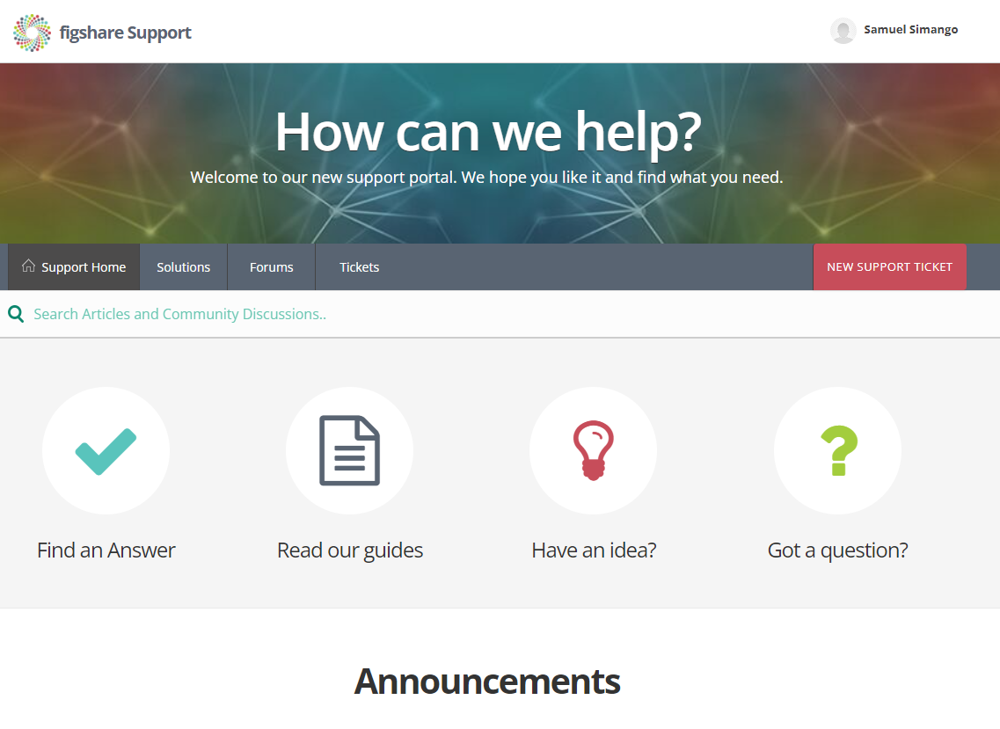 figshare Support
Samuel Simango
How can we help?
Welcome to our new support portal. We hope you like it and find what you need.
Support Home
Solutions
Forums
Tickets
NEW SUPPORT TICKET
Search Articles and Community Discussions..
Find an Answer
Read our guides
Have an idea?
Got a question?
Announcements